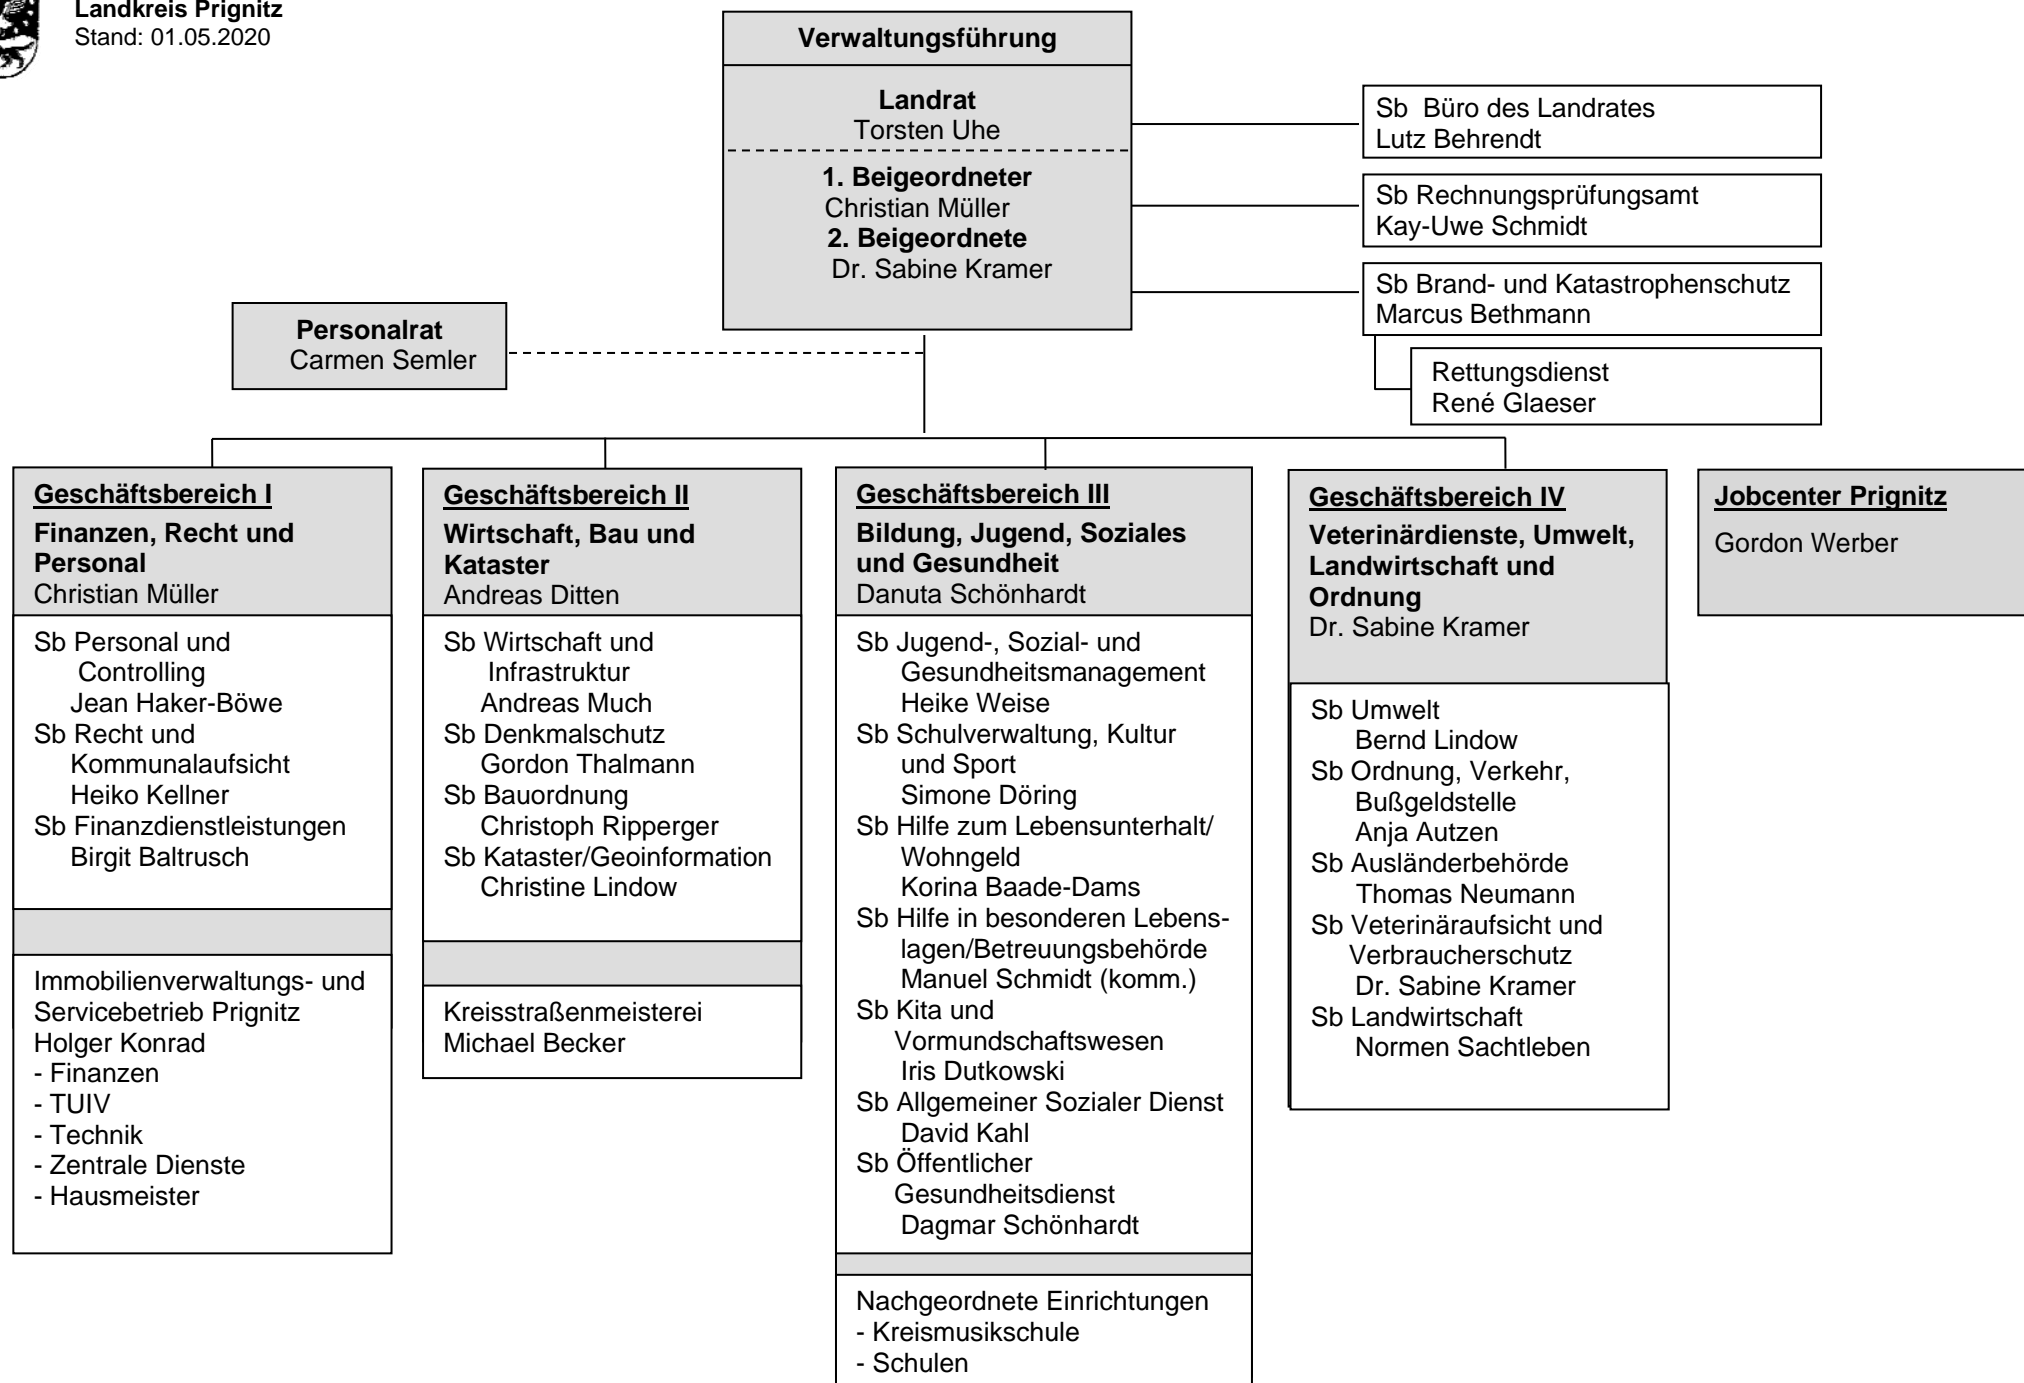 Landkreis Prignitz
Stand: 01.05.2020
Verwaltungsführung
Landrat
Torsten Uhe
1. Beigeordneter
Christian Müller
2. Beigeordnete
Dr. Sabine Kramer
Sb Büro des Landrates
Lutz Behrendt
Sb Rechnungsprüfungsamt
Kay-Uwe Schmidt
Sb Brand- und Katastrophenschutz
Marcus Bethmann
Rettungsdienst
René Glaeser
Personalrat
Carmen Semler
Geschäftsbereich I
Finanzen, Recht und
Personal
Christian Müller
Sb Personal und
Controlling
Jean Haker-Böwe
Sb Recht und
Kommunalaufsicht
Heiko Kellner
Sb Finanzdienstleistungen
Birgit Baltrusch
Immobilienverwaltungs- und
Servicebetrieb Prignitz
Holger Konrad
- Finanzen
- TUIV
- Technik
- Zentrale Dienste
- Hausmeister
Geschäftsbereich II
Wirtschaft, Bau und
Kataster
Andreas Ditten
Sb Wirtschaft und
Infrastruktur
Andreas Much
Sb Denkmalschutz
Gordon Thalmann
Sb Bauordnung
Christoph Ripperger
Sb Kataster/Geoinformation
Christine Lindow
Kreisstraßenmeisterei
Michael Becker
Geschäftsbereich III
Bildung, Jugend, Soziales
und Gesundheit
Danuta Schönhardt
Sb Jugend-, Sozial- und
Gesundheitsmanagement
Heike Weise
Sb Schulverwaltung, Kultur
und Sport
Simone Döring
Sb Hilfe zum Lebensunterhalt/
Wohngeld
Korina Baade-Dams
Sb Hilfe in besonderen Lebens-
lagen/Betreuungsbehörde
Manuel Schmidt (komm.)
Sb Kita und
Vormundschaftswesen
Iris Dutkowski
Sb Allgemeiner Sozialer Dienst
David Kahl
Sb Öffentlicher
Gesundheitsdienst
Dagmar Schönhardt
Nachgeordnete Einrichtungen
- Kreismusikschule
- Schulen
Geschäftsbereich IV
Veterinärdienste, Umwelt,
Landwirtschaft und
Ordnung
Dr. Sabine Kramer
Sb Umwelt
Bernd Lindow
Sb Ordnung, Verkehr,
Bußgeldstelle
Anja Autzen
Sb Ausländerbehörde
Thomas Neumann
Sb Veterinäraufsicht und
Verbraucherschutz
Dr. Sabine Kramer
Sb Landwirtschaft
Normen Sachtleben
Jobcenter Prignitz
Gordon Werber